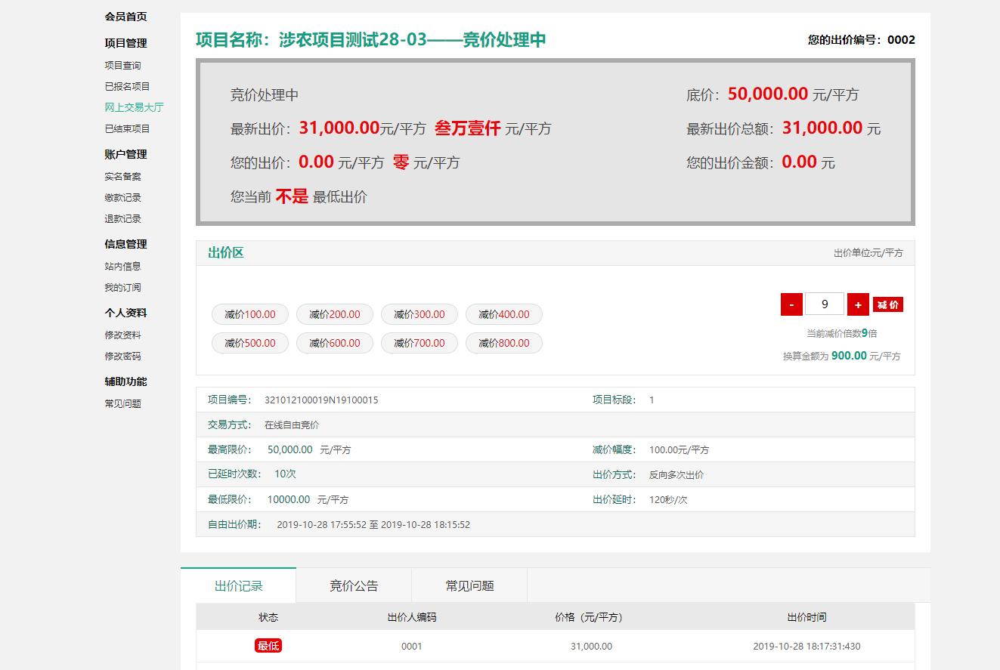 会员首页
项目管理
项目查询
已报名项目
网上交易大厅
已结束项目
账户管理
实名备案
缴款记录
退款记录
信息管理
站内信息
我的订阅
个人资料
修改资料
修改密码
辅助功能
常见问题
项目名称：涉农项目测试28-03——竞价处理中 您的出价编号：0002
竞价处理中 底价：50,000.00 元/平方
最新出价：31,000.00元/平方 叁万壹仟 元/平方 最新出价总额：31,000.00 元
您的出价：0.00 元/平方 零 元/平方 您的出价金额：0.00 元
您当前 不是 最低出价
出价区 出价单位:元/平方
减价100.00 减价200.00 减价300.00 减价400.00 - 9 + 减 价
减价500.00 减价600.00 减价700.00 减价800.00
当前减价倍数9倍
换算金额为 900.00 元/平方
项目编号： 321012100019N19100015 项目标段： 1
交易方式： 在线自由竞价
最高限价： 50,000.00 元/平方 减价幅度： 100.00元/平方
已延时次数： 10次 出价方式： 反向多次出价
最低限价： 10000.00 元/平方 出价延时： 120秒/次
自由出价期： 2019-10-28 17:55:52 至 2019-10-28 18:15:52
出价记录 竞价公告 常见问题
状态 出价人编码 价格（元/平方） 出价时间
最低 0001 31,000.00 2019-10-28 18:17:31:430